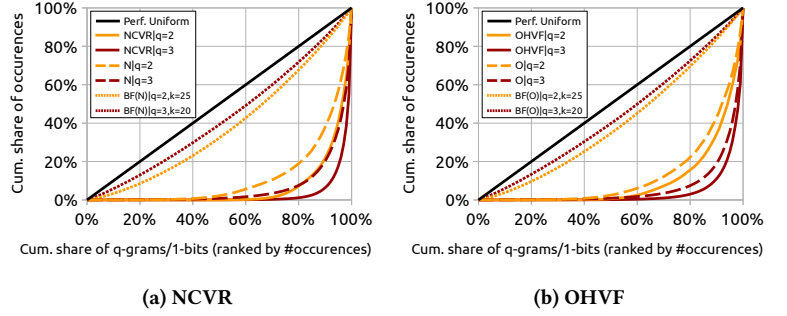 Cum. share of occurences
100%
80%
60%
40%
20%
0%
Perf. Uniform
NCVR|q=2
NCVR|q=3
N|q=2
N|q=3
BF(N)|q=2,k=25
BF(N)|q=3,k=20
0% 20% 40% 60% 80% 100%
Cum. share of q-grams/1-bits (ranked by #occurences)
(a) NCVR
Cum. share of occurences
100%
80%
60%
40%
20%
0%
Perf. Uniform
OHVF|q=2
OHVF|q=3
O|q=2
O|q=3
BF(O)|q=2,k=25
BF(O)|q=3,k=20
0% 20% 40% 60% 80% 100%
Cum. share of q-grams/1-bits (ranked by #occurences)
(b) OHVF